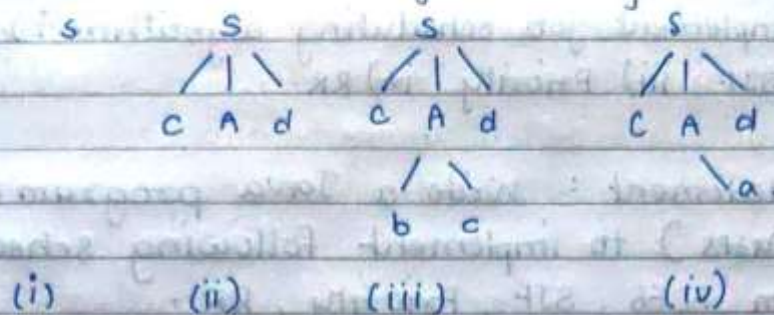 S S S S
C A d C A d C A d
b c a
(i) (ii) (iii) (iv)